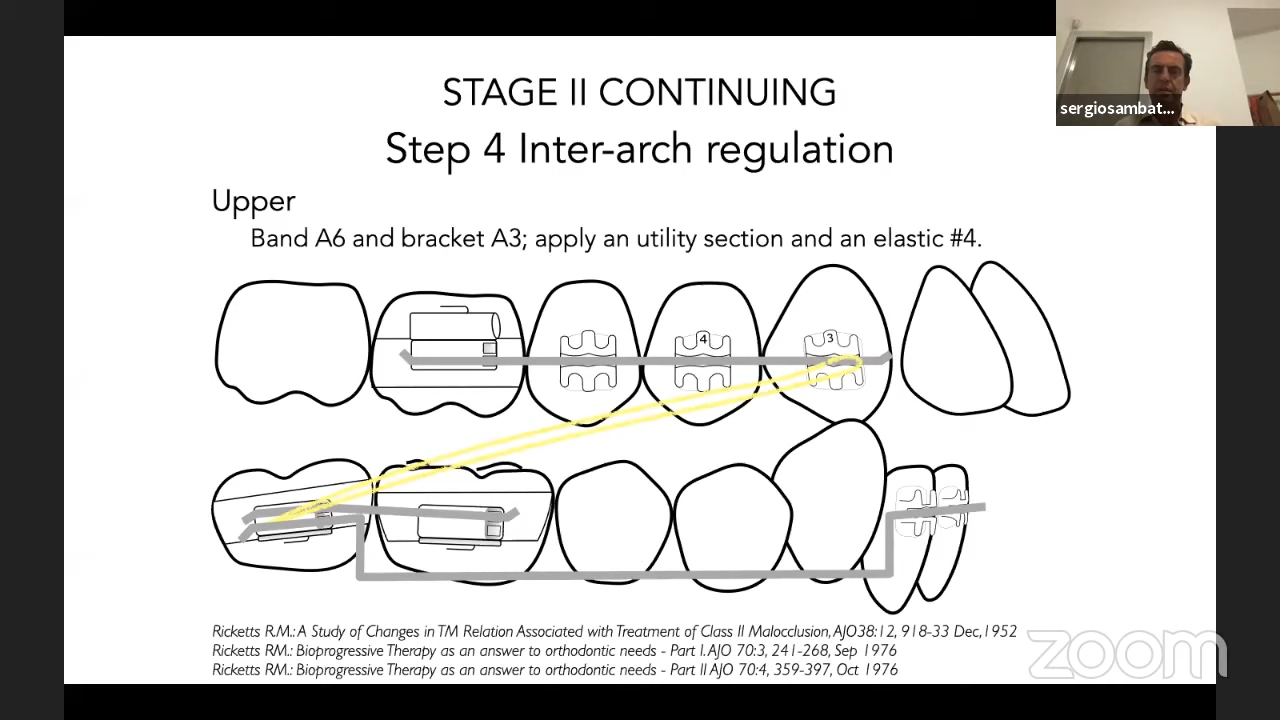 sergiosambat...
STAGE II CONTINUING
Step 4 Inter-arch regulation
Upper
Band A6 and bracket A3; apply an utility section and an elastic #4.
4
3
Ricketts R.M.: A Study of Changes in TM Relation Associated with Treatment of Class II Malocclusion, AJO38:12, 918-33 Dec,1952
Ricketts RM.: Bioprogressive Therapy as an answer to orthodontic needs - Part I. AJO 70:3, 241-268, Sep 1976
Ricketts RM.: Bioprogressive Therapy as an answer to orthodontic needs - Part II AJO 70:4, 359-397, Oct 1976
zoom